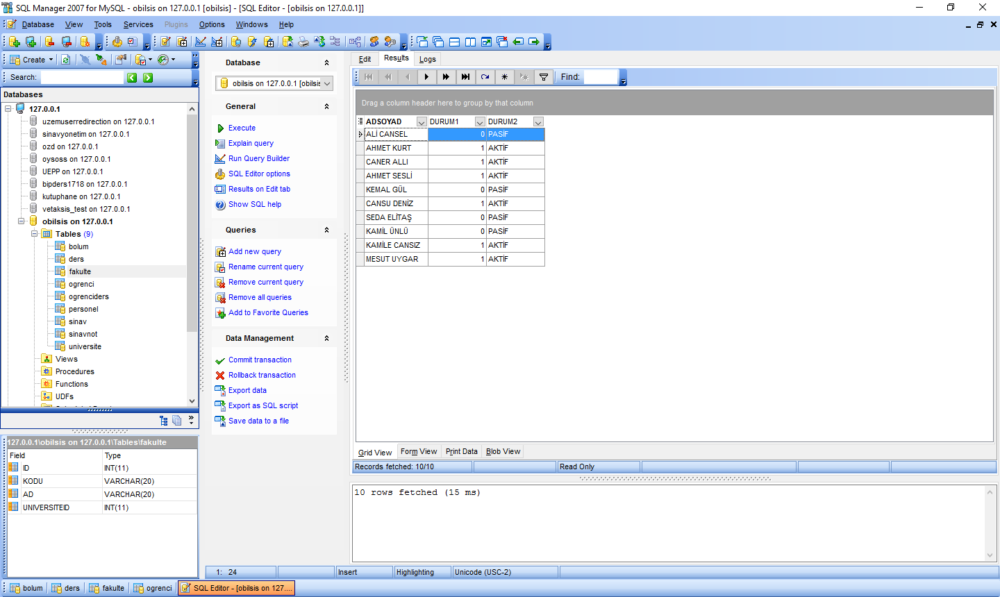 SQL Manager 2007 for MySQL - obilsis on 127.0.0.1 [obilsis] - [SQL Editor - [obilsis on 127.0.0.1]]
Database View Tools Services Plugins Options Windows Help
Create
Search:
Databases
127.0.0.1
uzemuserredirection on 127.0.0.1
sinavyonetim on 127.0.0.1
ozd on 127.0.0.1
oysoss on 127.0.0.1
UEPP on 127.0.0.1
bipders1718 on 127.0.0.1
kutuphane on 127.0.0.1
vetaksis_test on 127.0.0.1
obilsis on 127.0.0.1
Tables (9)
bolum
ders
fakulte
ogrenci
ogrenciders
personel
sinav
sinavnot
universite
Views
Procedures
Functions
UDFs
127.0.0.1\obilsis on 127.0.0.1\Tables\fakulte
Field Type
ID INT(11)
KODU VARCHAR(20)
AD VARCHAR(20)
UNIVERSITEID INT(11)
Database
obilsis on 127.0.0.1 [obilsis
General
Execute
Explain query
Run Query Builder
SQL Editor options
Results on Edit tab
Show SQL help
Queries
Add new query
Rename current query
Remove current query
Remove all queries
Add to Favorite Queries
Data Management
Commit transaction
Rollback transaction
Export data
Export as SQL script
Save data to a file
Edit Results Logs
Find:
Drag a column header here to group by that column
ADSOYAD DURUM1 DURUM2
ALİ CANSEL 0 PASİF
AHMET KURT 1 AKTİF
CANER ALLI 1 AKTİF
AHMET SESLİ 1 AKTİF
KEMAL GÜL 0 PASİF
CANSU DENİZ 1 AKTİF
SEDA ELİTAŞ 0 PASİF
KAMİL ÜNLÜ 0 PASİF
KAMİLE CANSIZ 1 AKTİF
MESUT UYGAR 1 AKTİF
Grid View Form View Print Data Blob View
Records fetched: 10/10 Read Only
10 rows fetched (15 ms)
1: 24 Insert Highlighting Unicode (USC-2)
bolum ders fakulte ogrenci SQL Editor - [obilsis on 127....